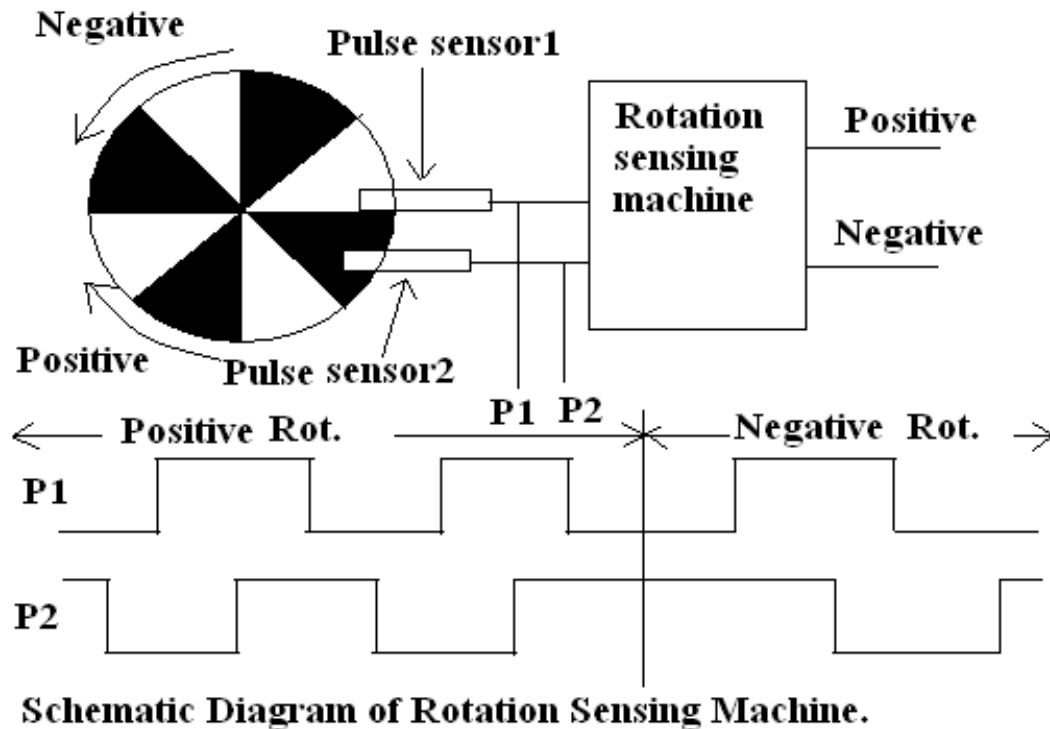 Negative
Pulse sensor1
Rotation
sensing
machine
Positive
Negative
Positive
Pulse sensor2
P1 P2
Positive Rot.
Negative Rot.
P1
P2
Schematic Diagram of Rotation Sensing Machine.